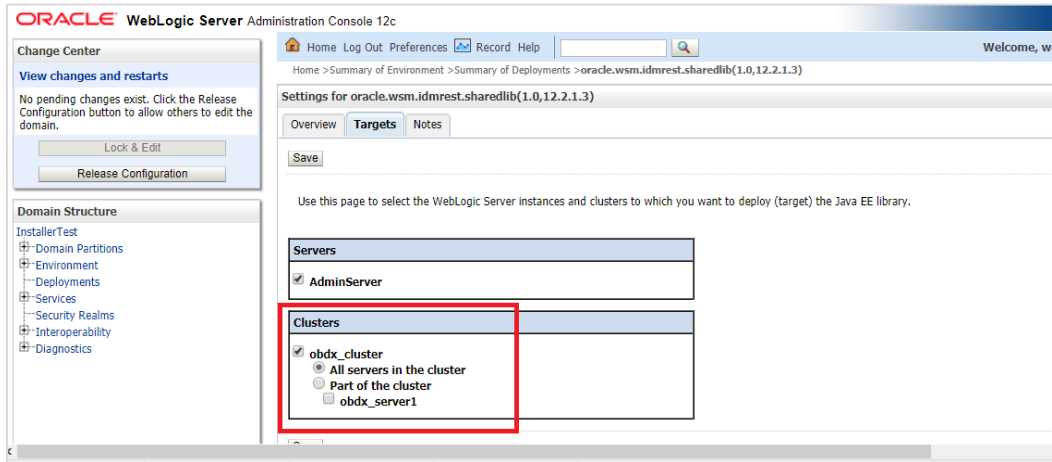 ORACLE WebLogic Server Administration Console 12c
Change Center
View changes and restarts
No pending changes exist. Click the Release
Configuration button to allow others to edit the
domain.
Lock & Edit
Release Configuration
Domain Structure
InstallerTest
Domain Partitions
Environment
Deployments
Services
Security Realms
Interoperability
Diagnostics
Home Log Out Preferences Record Help
Welcome, w
Home >Summary of Environment >Summary of Deployments >oracle.wsm.idmrest.sharedlib(1.0,12.2.1.3)
Settings for oracle.wsm.idmrest.sharedlib(1.0,12.2.1.3)
Overview Targets Notes
Save
Use this page to select the WebLogic Server instances and clusters to which you want to deploy (target) the Java EE library.
Servers
AdminServer
Clusters
obdx_cluster
All servers in the cluster
Part of the cluster
obdx_server1